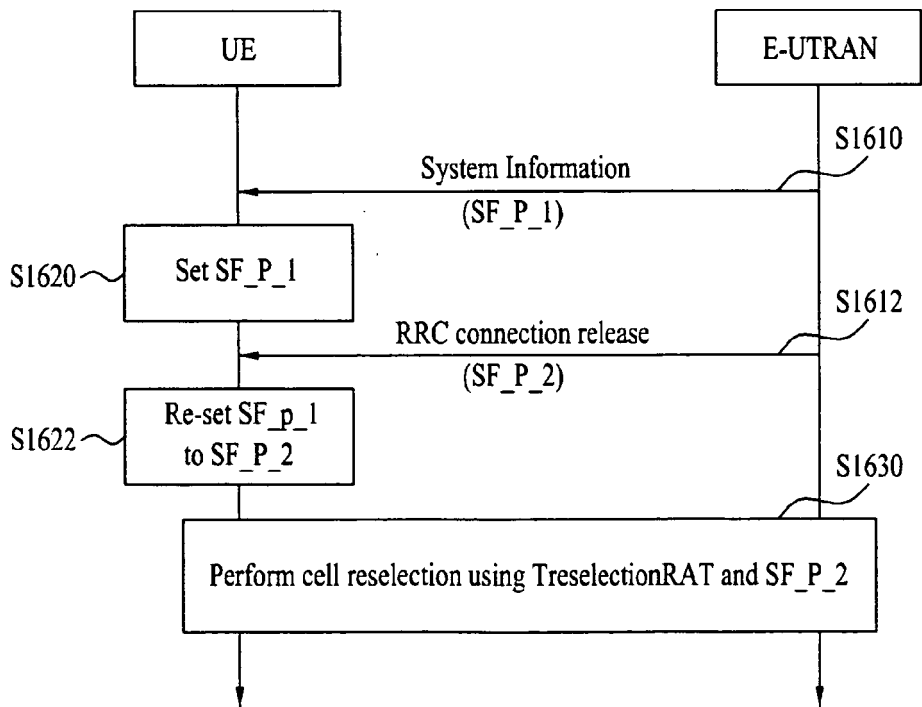 UE
E-UTRAN
S1610
System Information
(SF_P_1)
S1620
Set SF_P_1
S1612
RRC connection release
(SF_P_2)
S1622
Re-set SF_p_1
to SF_P_2
S1630
Perform cell reselection using TreselectionRAT and SF_P_2